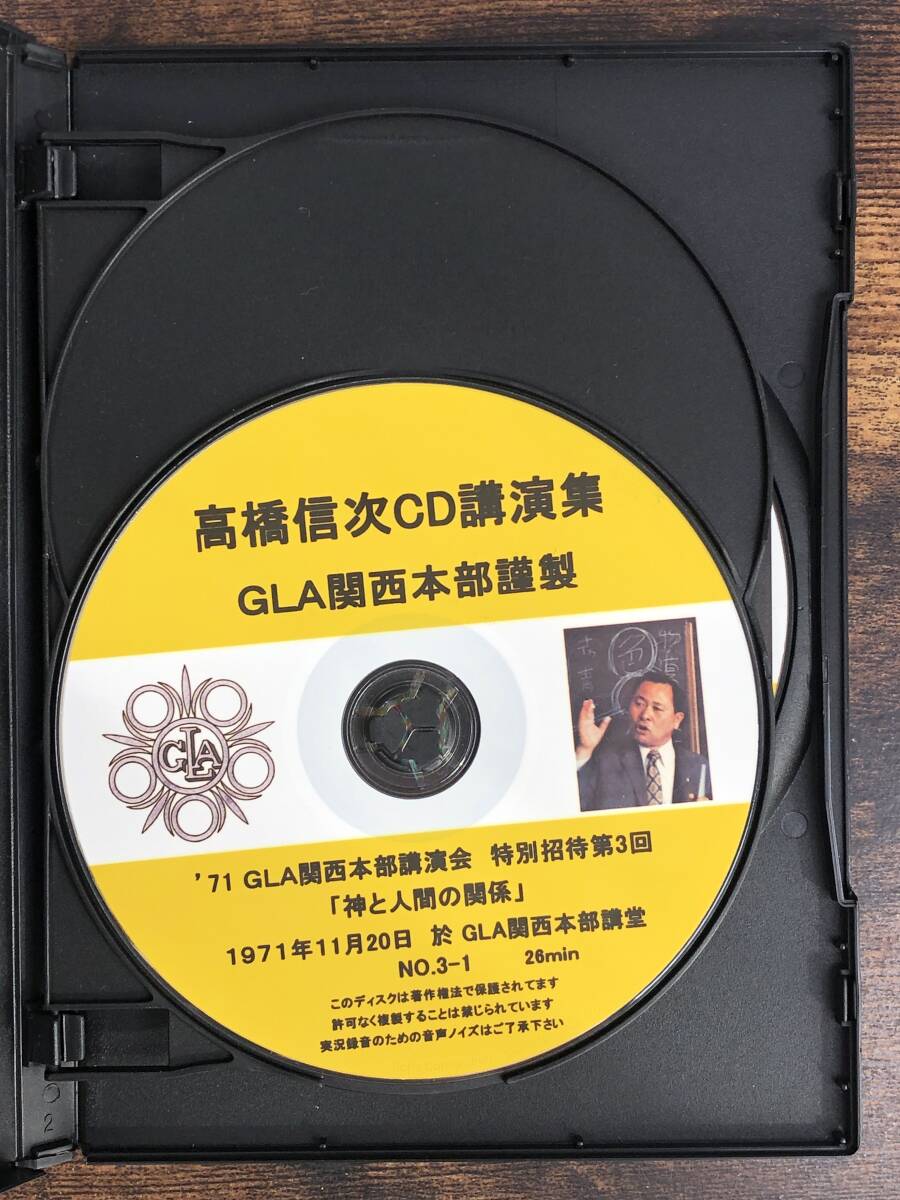 高橋信次CD講演集
GLA関西本部謹製
GLA
色
'71 GLA関西本部講演会 特別招待第3回
「神と人間の関係」
1971年11月20日 於 GLA関西本部講堂
NO.3-1 26min
このディスクは著作権法で保護されてます
許可なく複製することは禁じられています
実況録音のための音声ノイズはご了承下さい
2